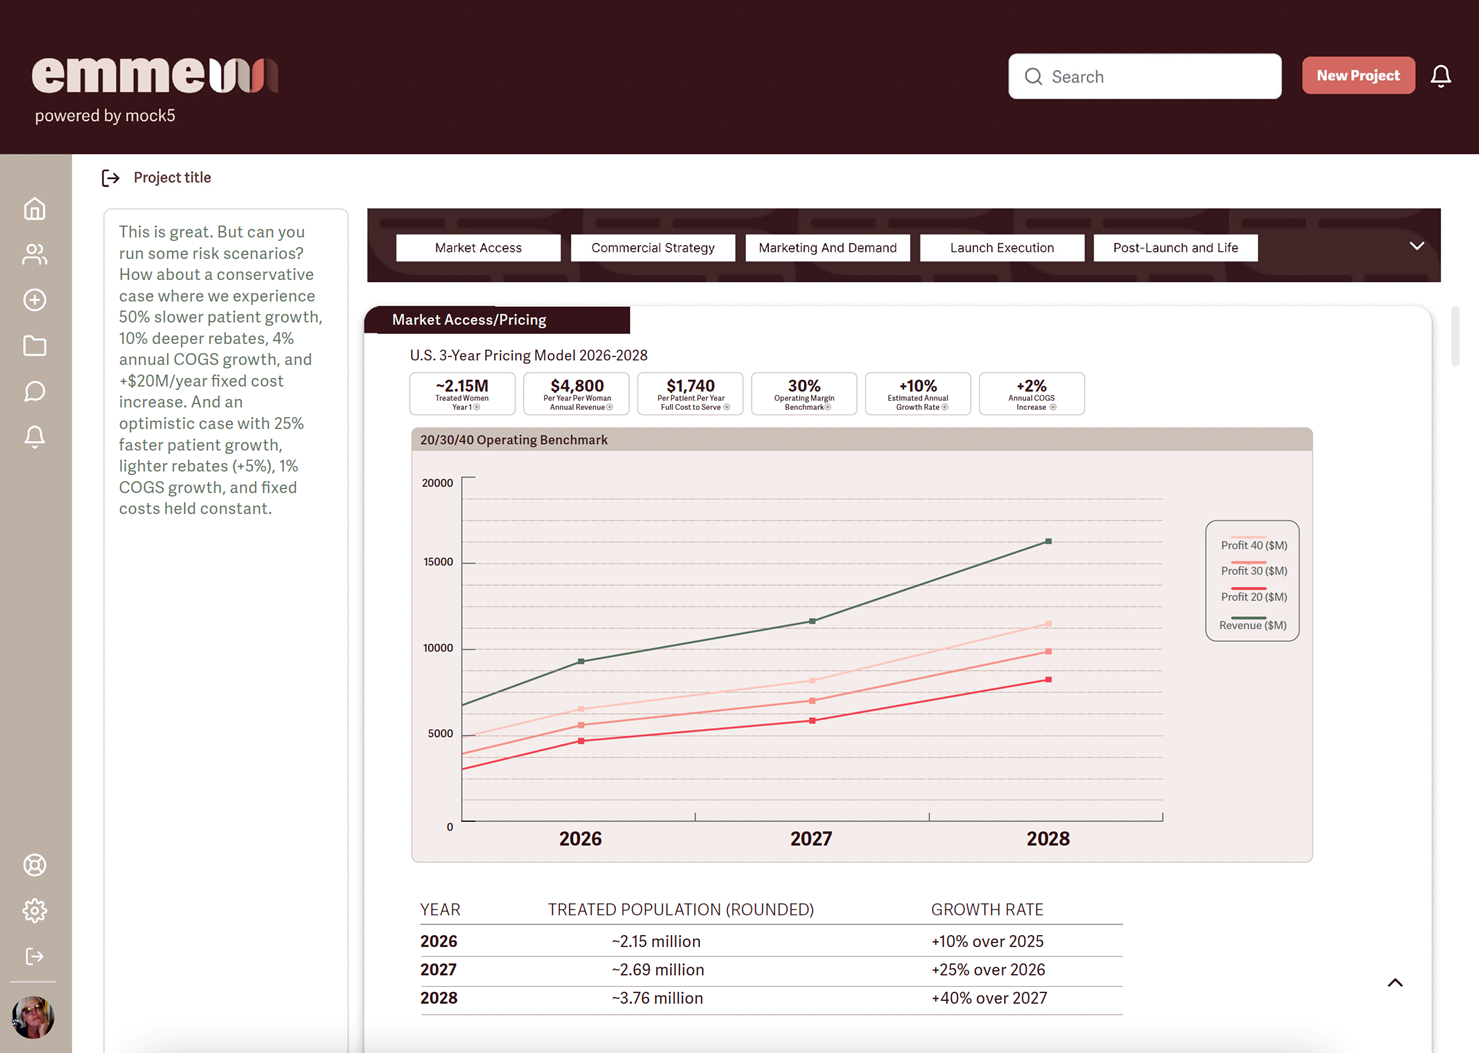 emme
powered by mock5
Search
New Project
Project title
This is great. But can you
run some risk scenarios?
How about a conservative
case where we experience
50% slower patient growth,
10% deeper rebates, 4%
annual COGS growth, and
+$20M/year fixed cost
increase. And an
optimistic case with 25%
faster patient growth,
lighter rebates (+5%), 1%
COGS growth, and fixed
costs held constant.
Market Access
Commercial Strategy
Marketing And Demand
Launch Execution
Post-Launch and Life
Market Access/Pricing
U.S. 3-Year Pricing Model 2026-2028
~2.15M
Treated Women
Year 1
$4,800
Per Year Per Woman
Annual Revenue
$1,740
Per Patient Per Year
Full Cost to Serve
30%
Operating Margin
Benchmark
+10%
Estimated Annual
Growth Rate
+2%
Annual COGS
Increase
20/30/40 Operating Benchmark
20000
15000
10000
5000
0
2026
2027
2028
Profit 40 ($M)
Profit 30 ($M)
Profit 20 ($M)
Revenue ($M)
YEAR TREATED POPULATION (ROUNDED) GROWTH RATE
2026 ~2.15 million +10% over 2025
2027 ~2.69 million +25% over 2026
2028 ~3.76 million +40% over 2027